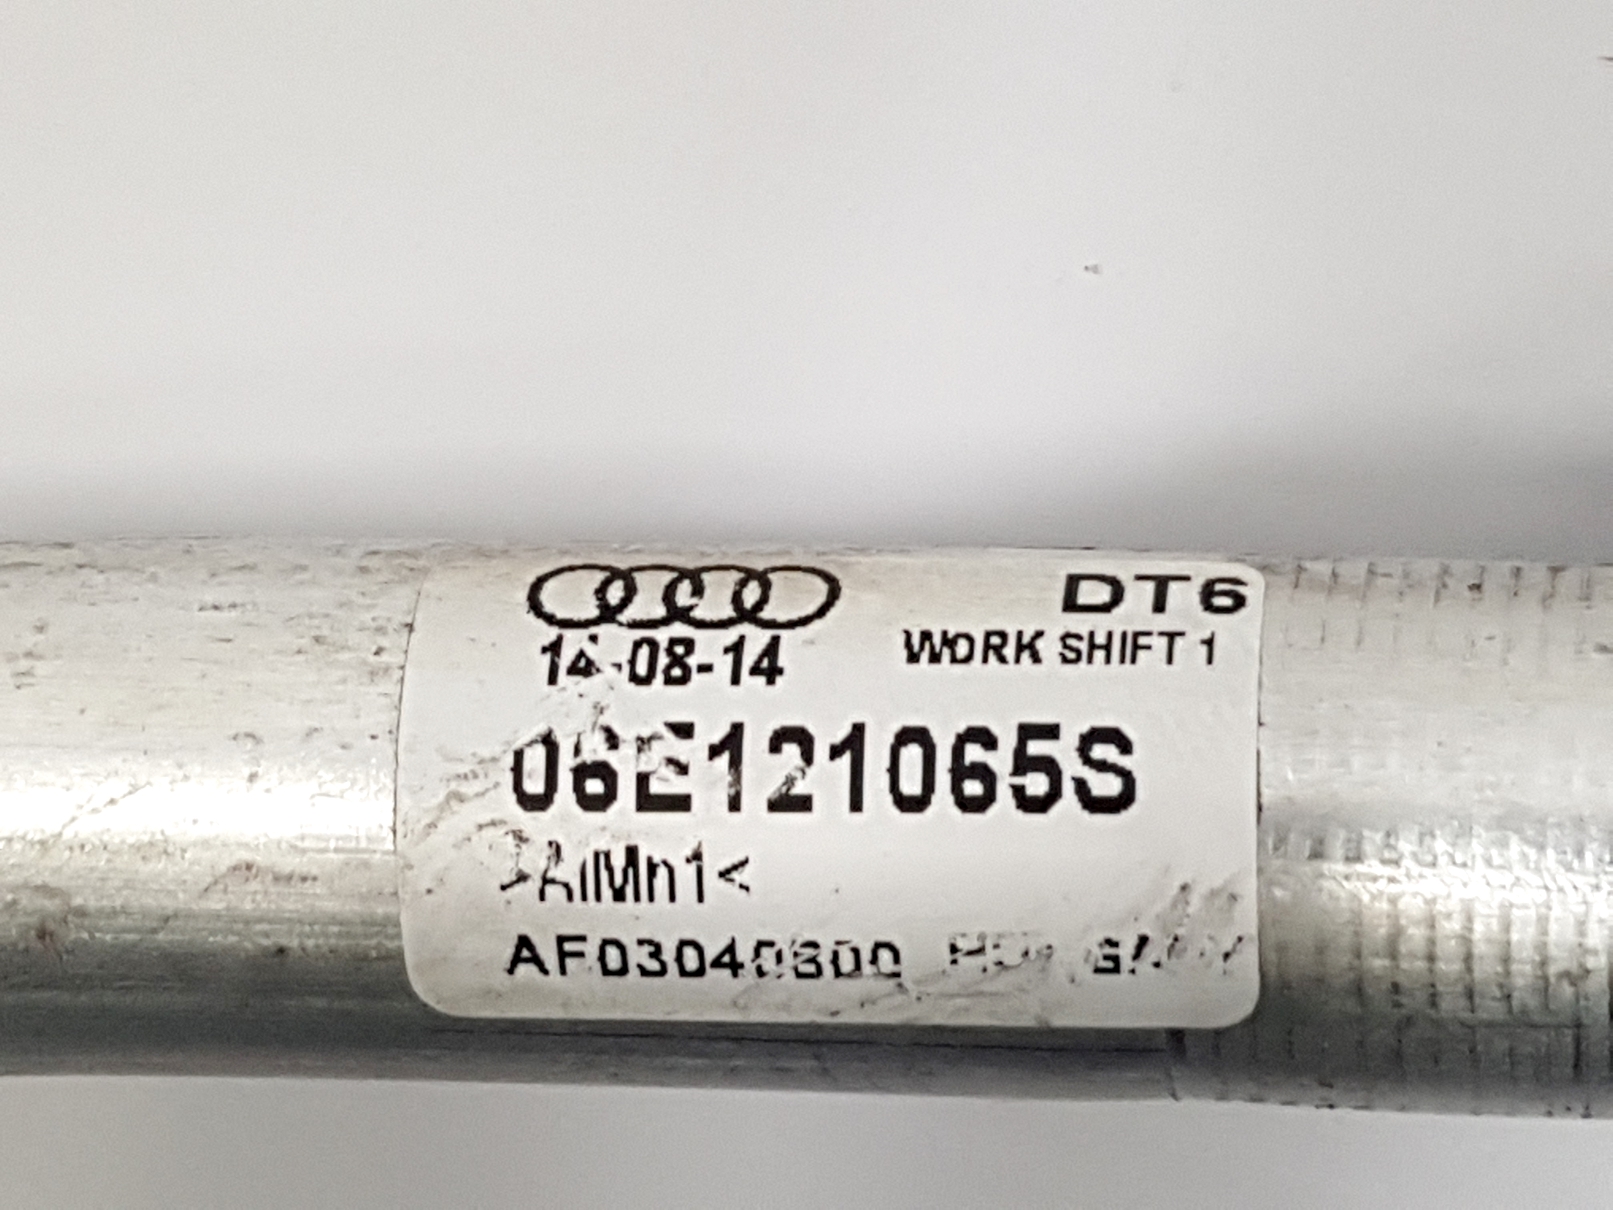 DT6
14-08-14 WORK SHIFT 1
06E121065S
>AlMn1<
AF03040800